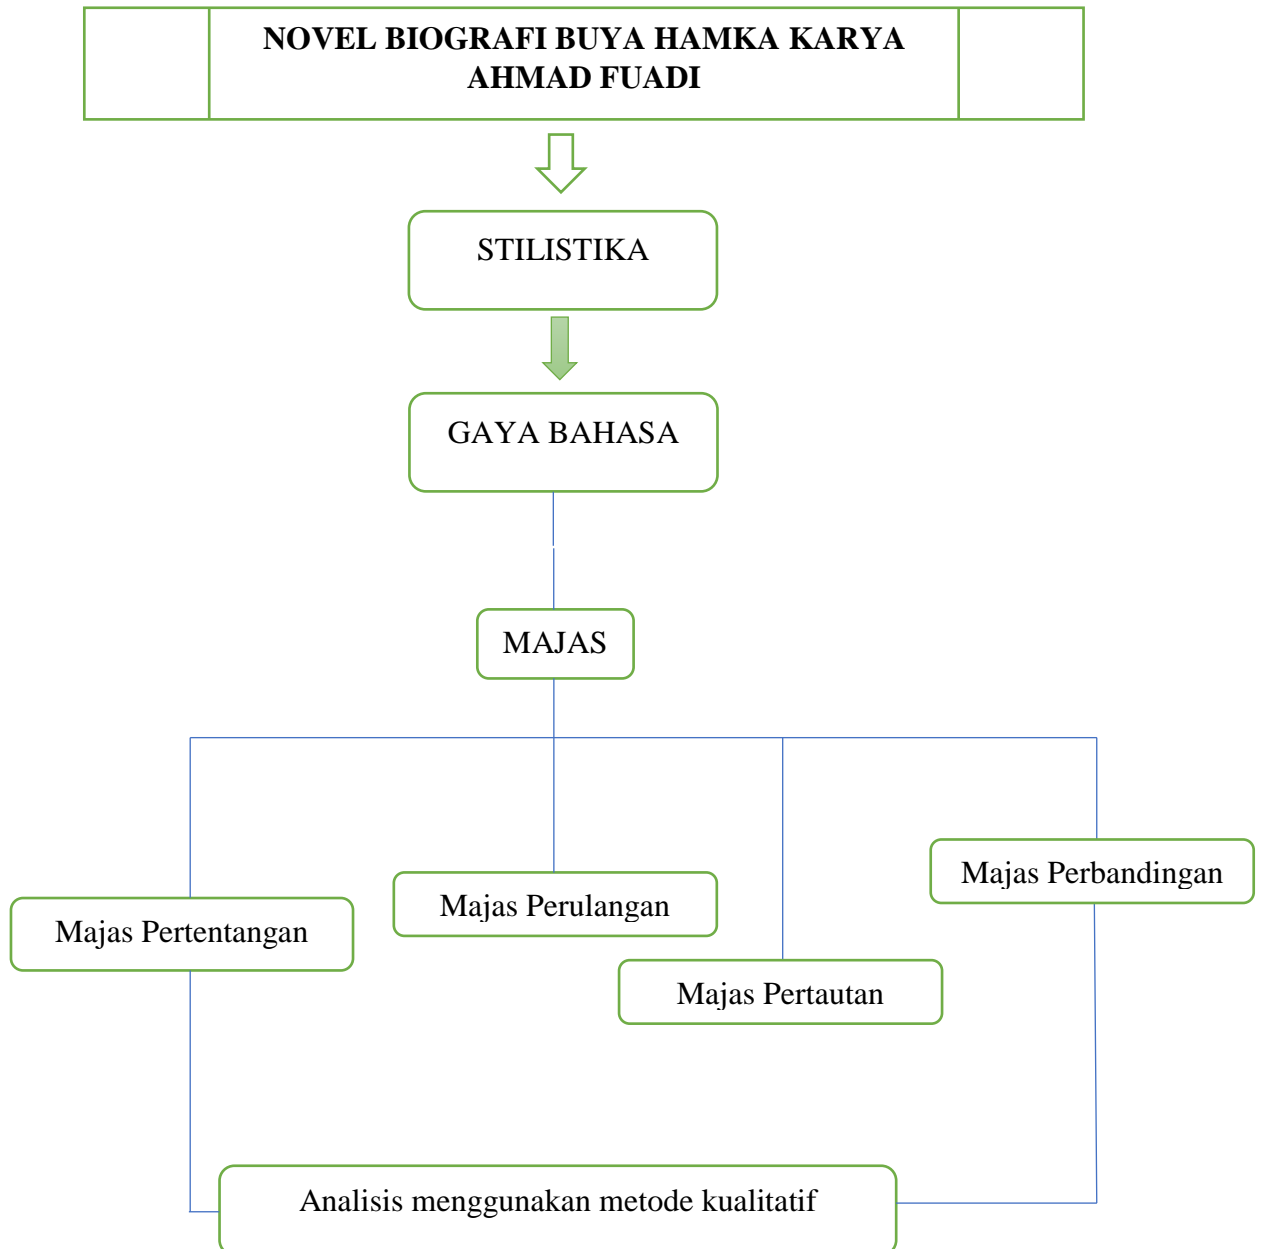 NOVEL BIOGRAFI BUYA HAMKA KARYA
AHMAD FUADI
STILISTIKA
GAYA BAHASA
MAJAS
Majas Pertentangan
Majas Perulangan
Majas Pertautan
Majas Perbandingan
Analisis menggunakan metode kualitatif